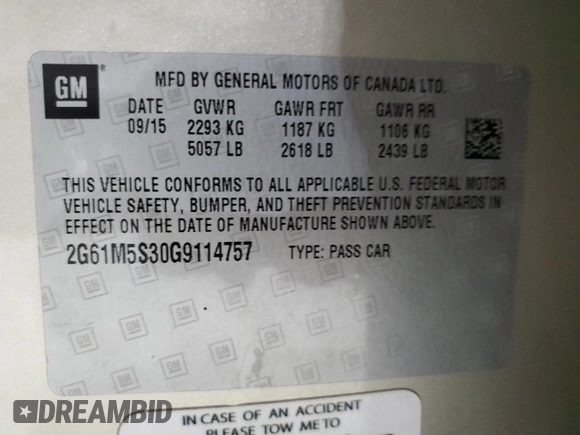 GM ®
MFD BY GENERAL MOTORS OF CANADA LTD.
DATE GVWR GAWR FRT GAWR RR
09/15 2293 KG 1187 KG 1106 KG
5057 LB 2618 LB 2439 LB
THIS VEHICLE CONFORMS TO ALL APPLICABLE U.S. FEDERAL MOTOR
VEHICLE SAFETY, BUMPER, AND THEFT PREVENTION STANDARDS IN
EFFECT ON THE DATE OF MANUFACTURE SHOWN ABOVE.
2G61M5S30G9114757 TYPE: PASS CAR
IN CASE OF AN ACCIDENT
PLEASE TOW ME TO
DREAMBID